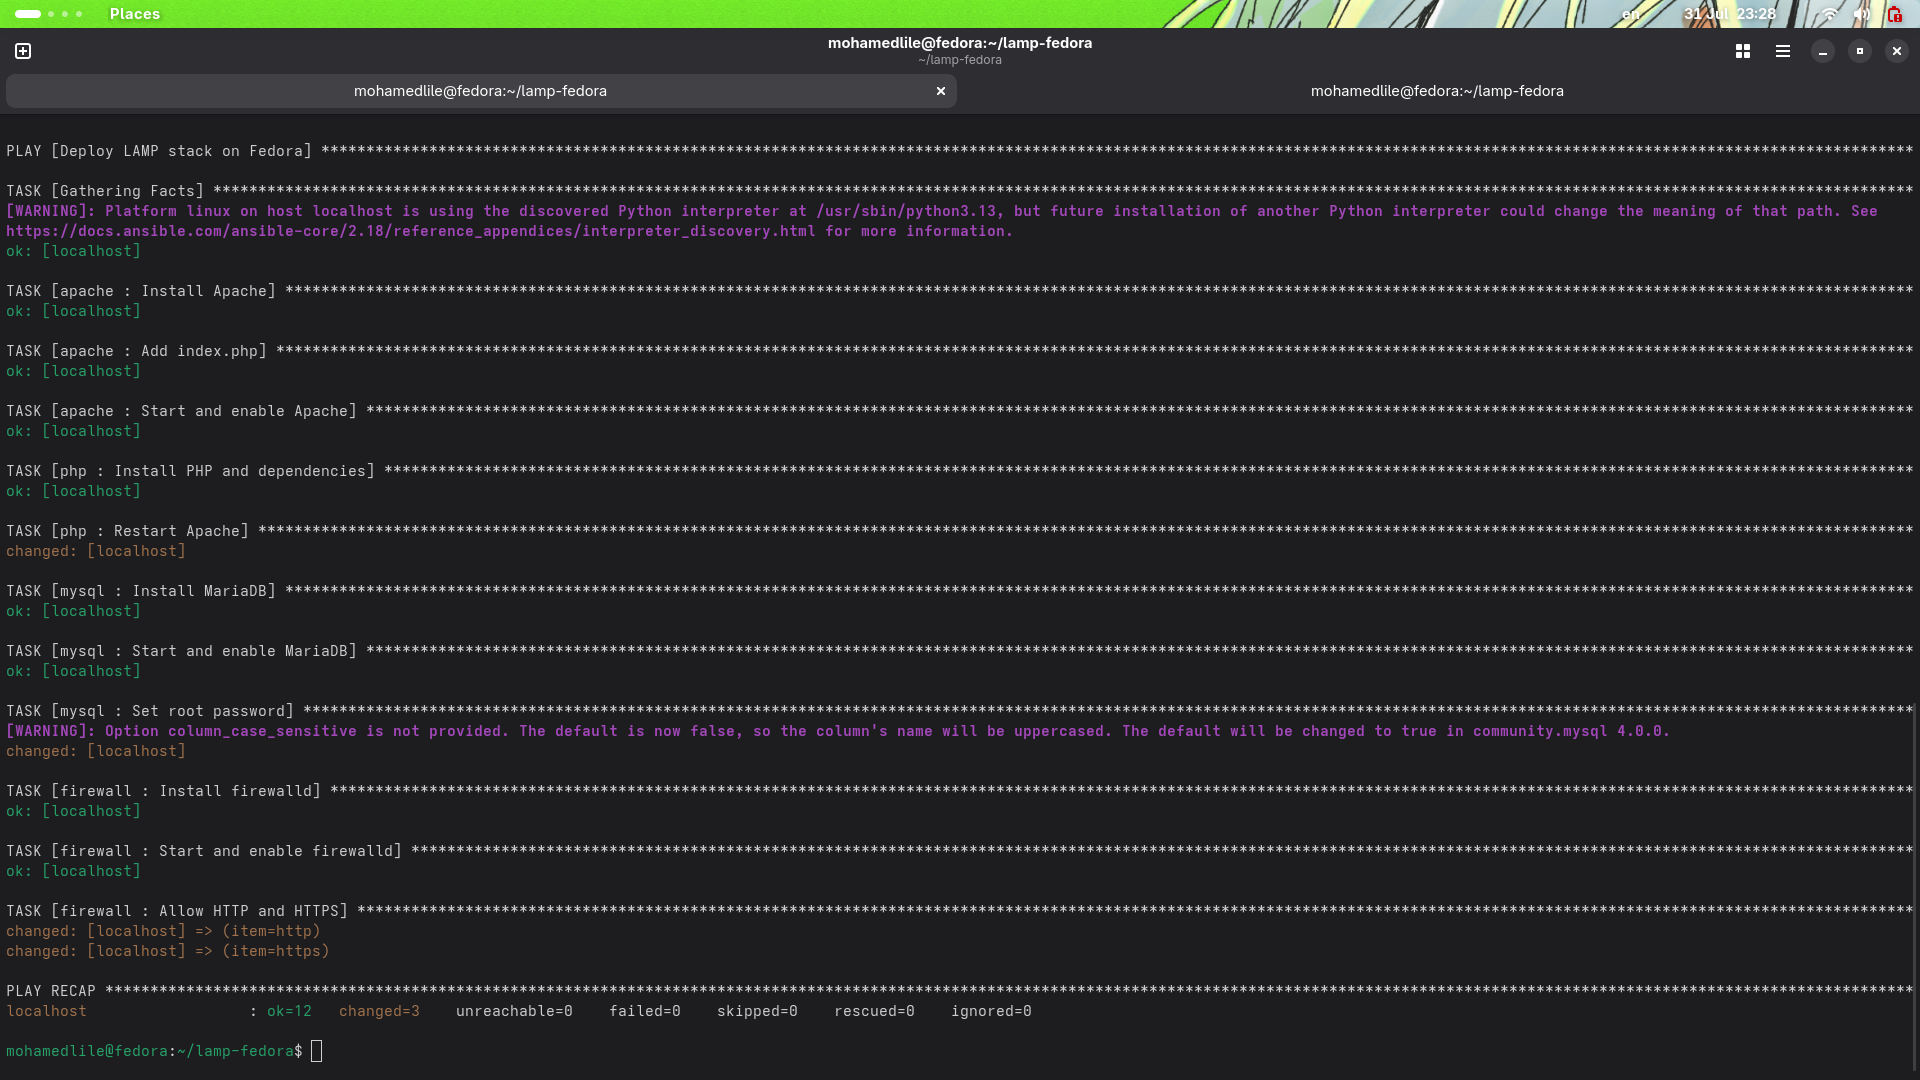 Places
en
31 Jul 23:28
mohamedlile@fedora:~/lamp-fedora
~/lamp-fedora
mohamedlile@fedora:~/lamp-fedora
mohamedlile@fedora:~/lamp-fedora
PLAY [Deploy LAMP stack on Fedora] ****************************************
TASK [Gathering Facts] ****************************************
[WARNING]: Platform linux on host localhost is using the discovered Python interpreter at /usr/sbin/python3.13, but future installation of another Python interpreter could change the meaning of that path. See
https://docs.ansible.com/ansible-core/2.18/reference_appendices/interpreter_discovery.html for more information.
ok: [localhost]
TASK [apache : Install Apache] ****************************************
ok: [localhost]
TASK [apache : Add index.php] ****************************************
ok: [localhost]
TASK [apache : Start and enable Apache] ****************************************
ok: [localhost]
TASK [php : Install PHP and dependencies] ****************************************
ok: [localhost]
TASK [php : Restart Apache] ****************************************
changed: [localhost]
TASK [mysql : Install MariaDB] ****************************************
ok: [localhost]
TASK [mysql : Start and enable MariaDB] ****************************************
ok: [localhost]
TASK [mysql : Set root password] ****************************************
[WARNING]: Option column_case_sensitive is not provided. The default is now false, so the column's name will be uppercased. The default will be changed to true in community.mysql 4.0.0.
changed: [localhost]
TASK [firewall : Install firewalld] ****************************************
ok: [localhost]
TASK [firewall : Start and enable firewalld] ****************************************
ok: [localhost]
TASK [firewall : Allow HTTP and HTTPS] ****************************************
changed: [localhost] => (item=http)
changed: [localhost] => (item=https)
PLAY RECAP ****************************************
localhost                  : ok=12   changed=3    unreachable=0    failed=0    skipped=0    rescued=0    ignored=0
mohamedlile@fedora:~/lamp-fedora$